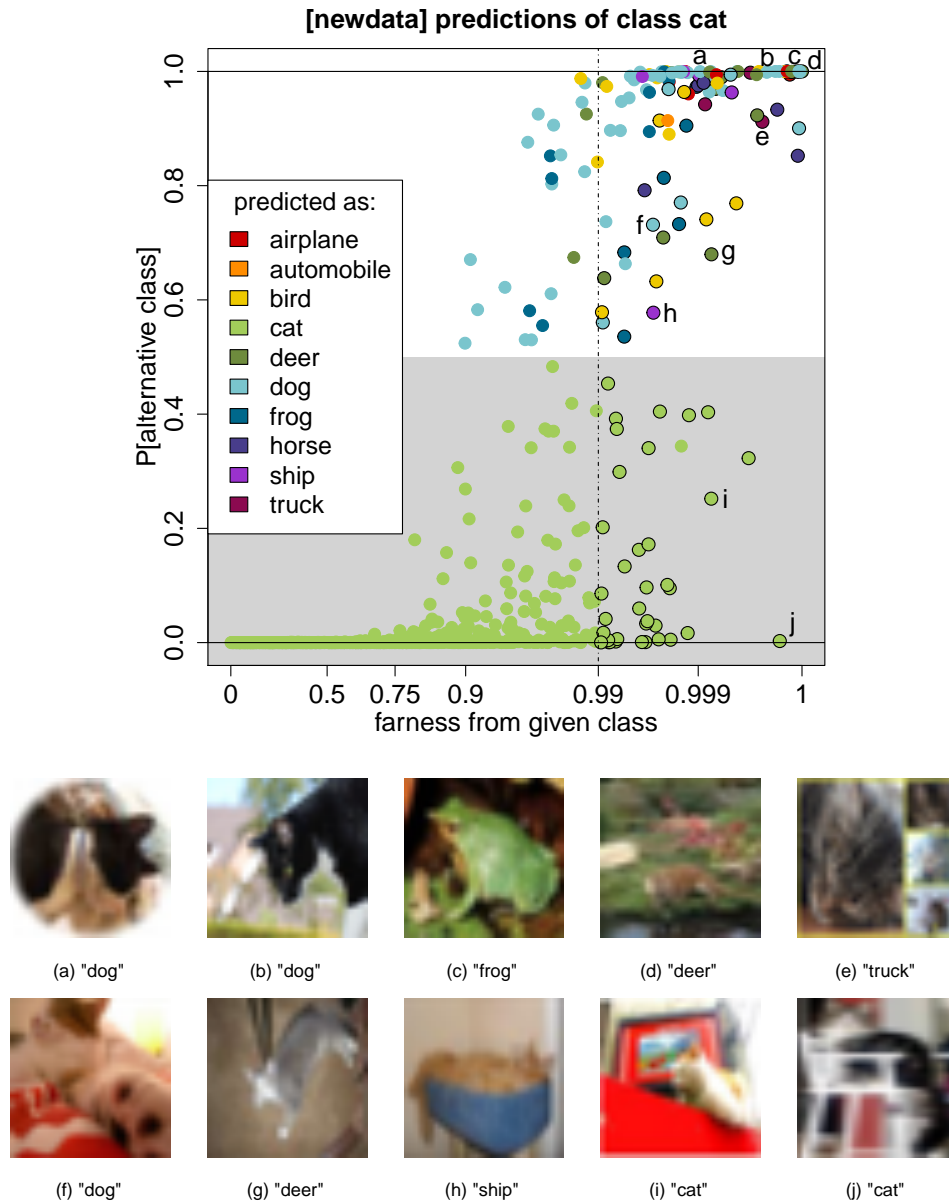 [newdata] predictions of class cat
a b c d
1.0
e
0.8
predicted as:
airplane
automobile
bird
cat
deer
dog
frog
horse
ship
truck
f
g
0.6
h
P[alternative class]
0.4
i
0.2
j
0.0
0 0.5 0.75 0.9 0.99 0.999 1
farness from given class
(a) "dog" (b) "dog" (c) "frog" (d) "deer" (e) "truck"
(f) "dog" (g) "deer" (h) "ship" (i) "cat" (j) "cat"